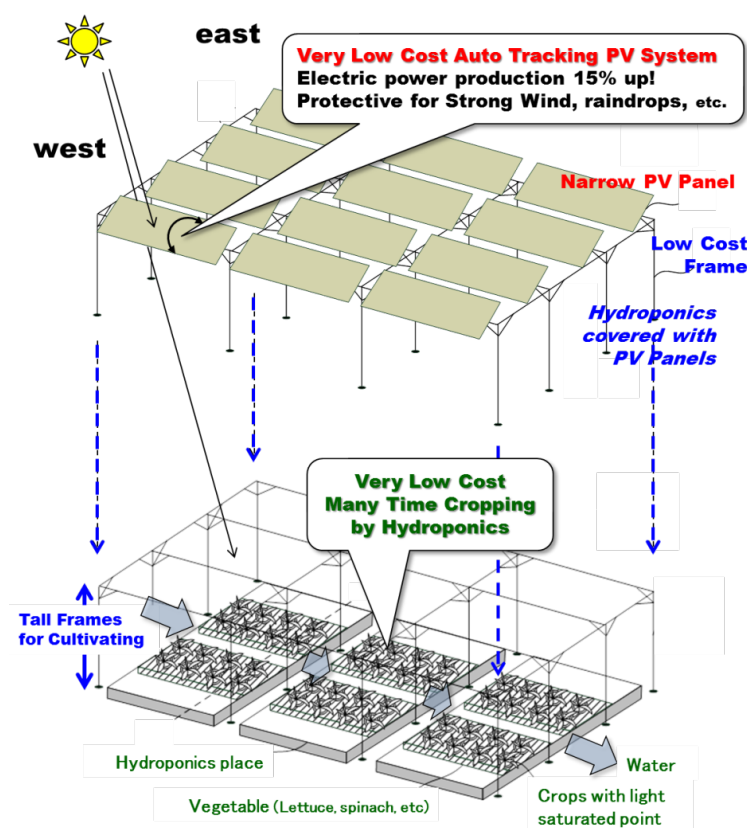 east
Very Low Cost Auto Tracking PV System
Electric power production 15% up!
Protective for Strong Wind, raindrops, etc.
west
Narrow PV Panel
Low Cost
Frame
Hydroponics
covered with
PV Panels
Very Low Cost
Many Time Cropping
by Hydroponics
Tall Frames
for Cultivating
Hydroponics place
Water
Vegetable (Lettuce, spinach, etc)
Crops with light
saturated point